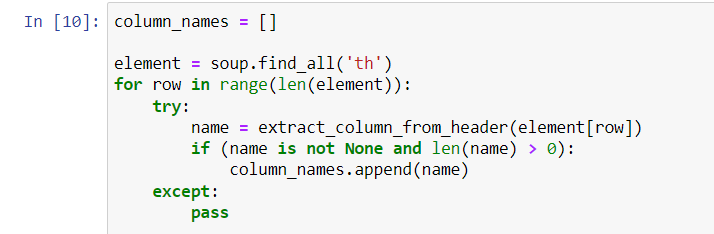 In [10]: column_names = []
element = soup.find_all('th')
for row in range(len(element)):
    try:
        name = extract_column_from_header(element[row])
        if (name is not None and len(name) > 0):
            column_names.append(name)
    except:
        pass